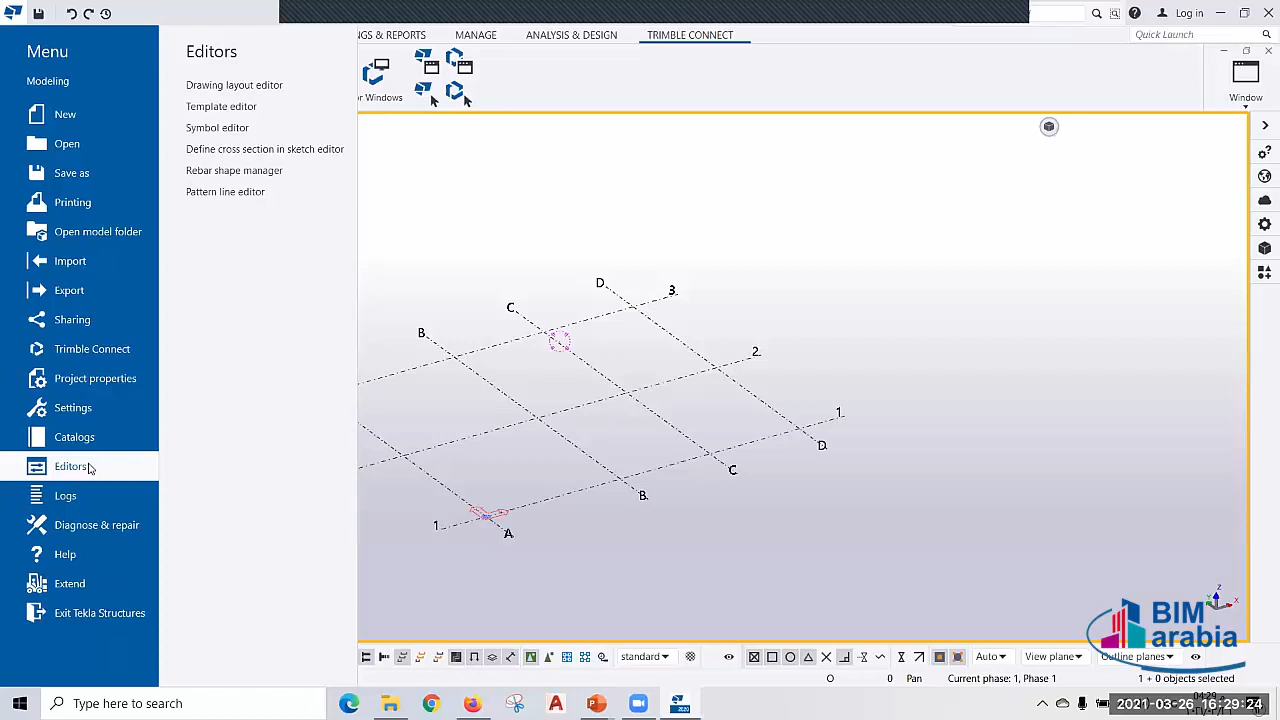 Log in
NGS & REPORTS
MANAGE
ANALYSIS & DESIGN
TRIMBLE CONNECT
Quick Launch
or Windows
Window
Menu
Modeling
New
Open
Save as
Printing
Open model folder
Import
Export
Sharing
Trimble Connect
Project properties
Settings
Catalogs
Editors
Logs
Diagnose & repair
Help
Extend
Exit Tekla Structures
Editors
Drawing layout editor
Template editor
Symbol editor
Define cross section in sketch editor
Rebar shape manager
Pattern line editor
D
3
C
B
2
1
D
C
B
1
A
Z
X
BIM
arabia
standard
Auto
View plane
Outline planes
O
0
Pan
Current phase: 1, Phase 1
1 + 0 objects selected
Type here to search
2020
2021-03-26 16:29:24